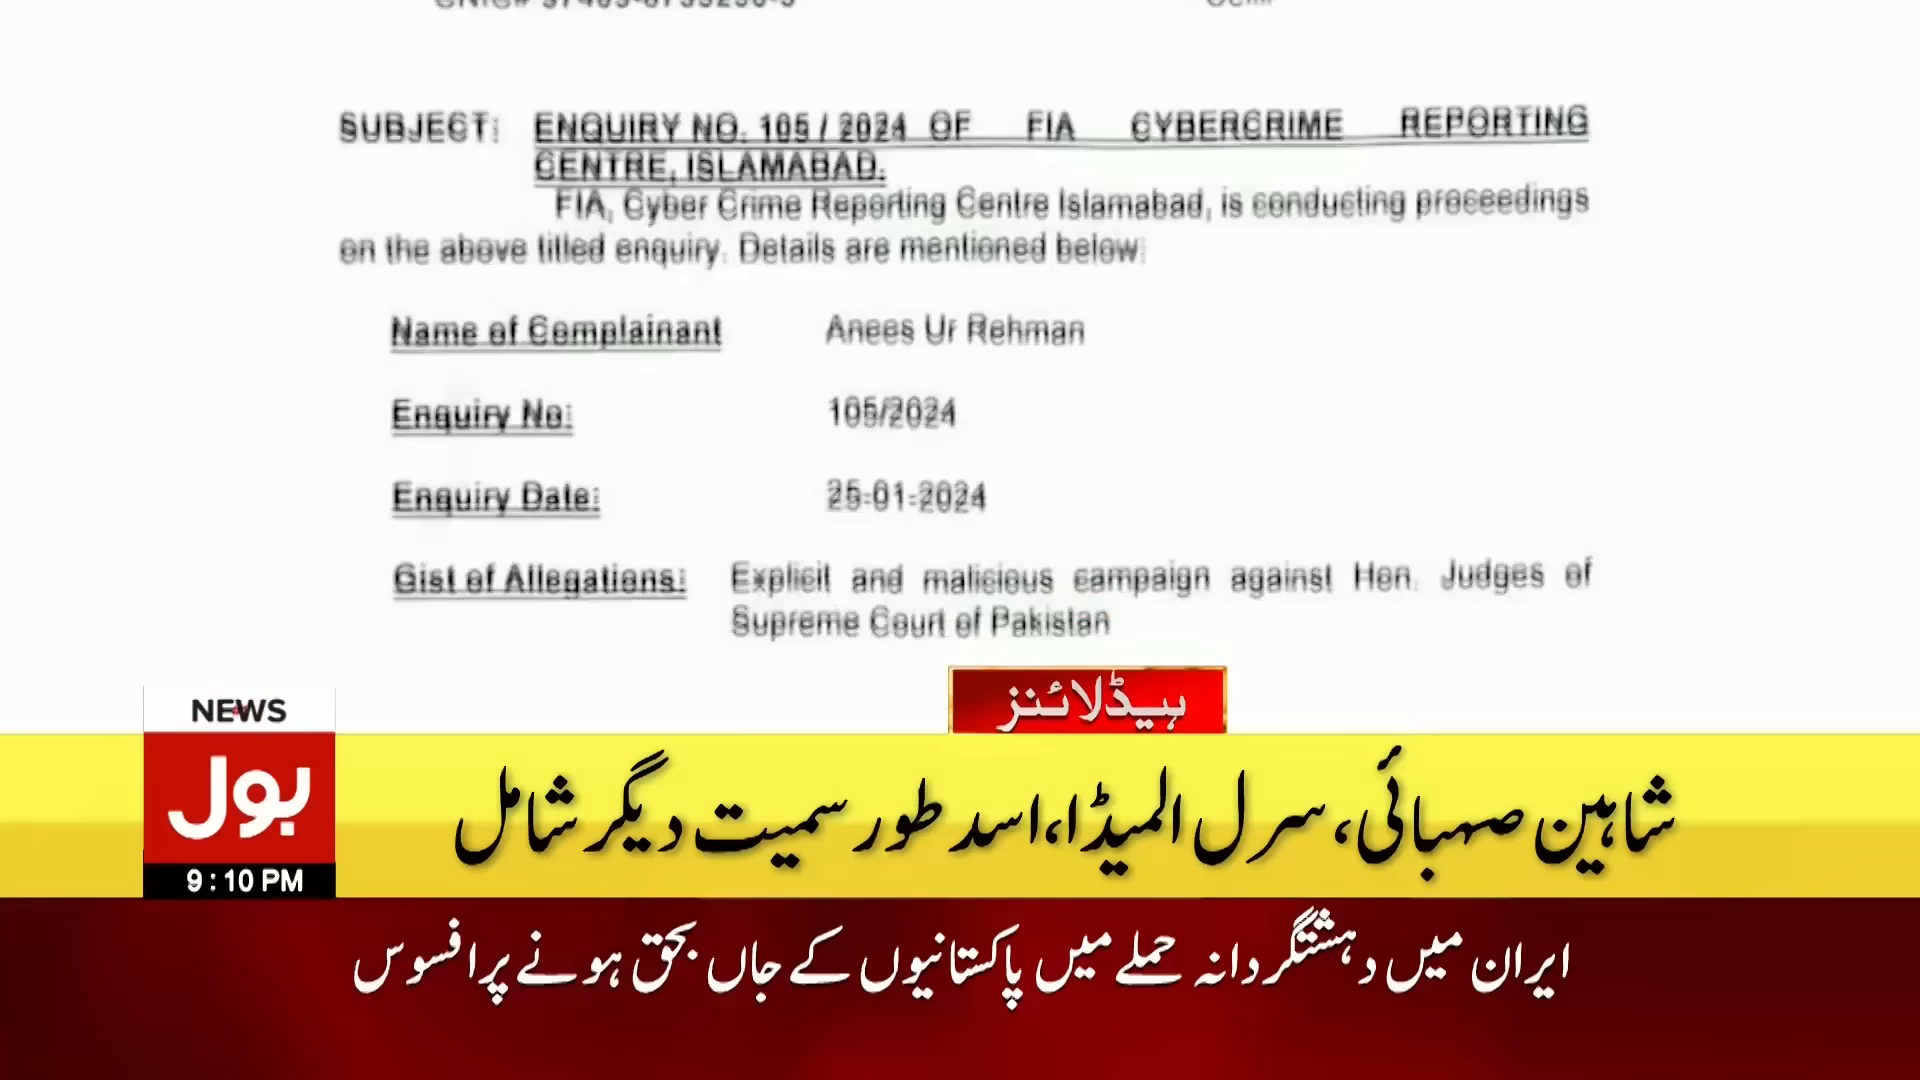 SUBJECT: ENQUIRY NO. 105 / 2024 OF FIA CYBERCRIME REPORTING
CENTRE, ISLAMABAD.
FIA, Cyber Crime Reporting Centre Islamabad, is conducting proceedings
on the above titled enquiry. Details are mentioned below:
Name of Complainant Anees Ur Rehman
Enquiry No: 105/2024
Enquiry Date: 25-01-2024
Gist of Allegations: Explicit and malicious campaign against Hon. Judges of
Supreme Court of Pakistan
ہیڈلائنز
NEWS
بول
9:10 PM
شاہین صہبائی، سرل المیڈا، اسد طور سمیت دیگر شامل
ایران میں دہشتگردانہ حملے میں پاکستانیوں کے جاں بحق ہونے پر افسوس